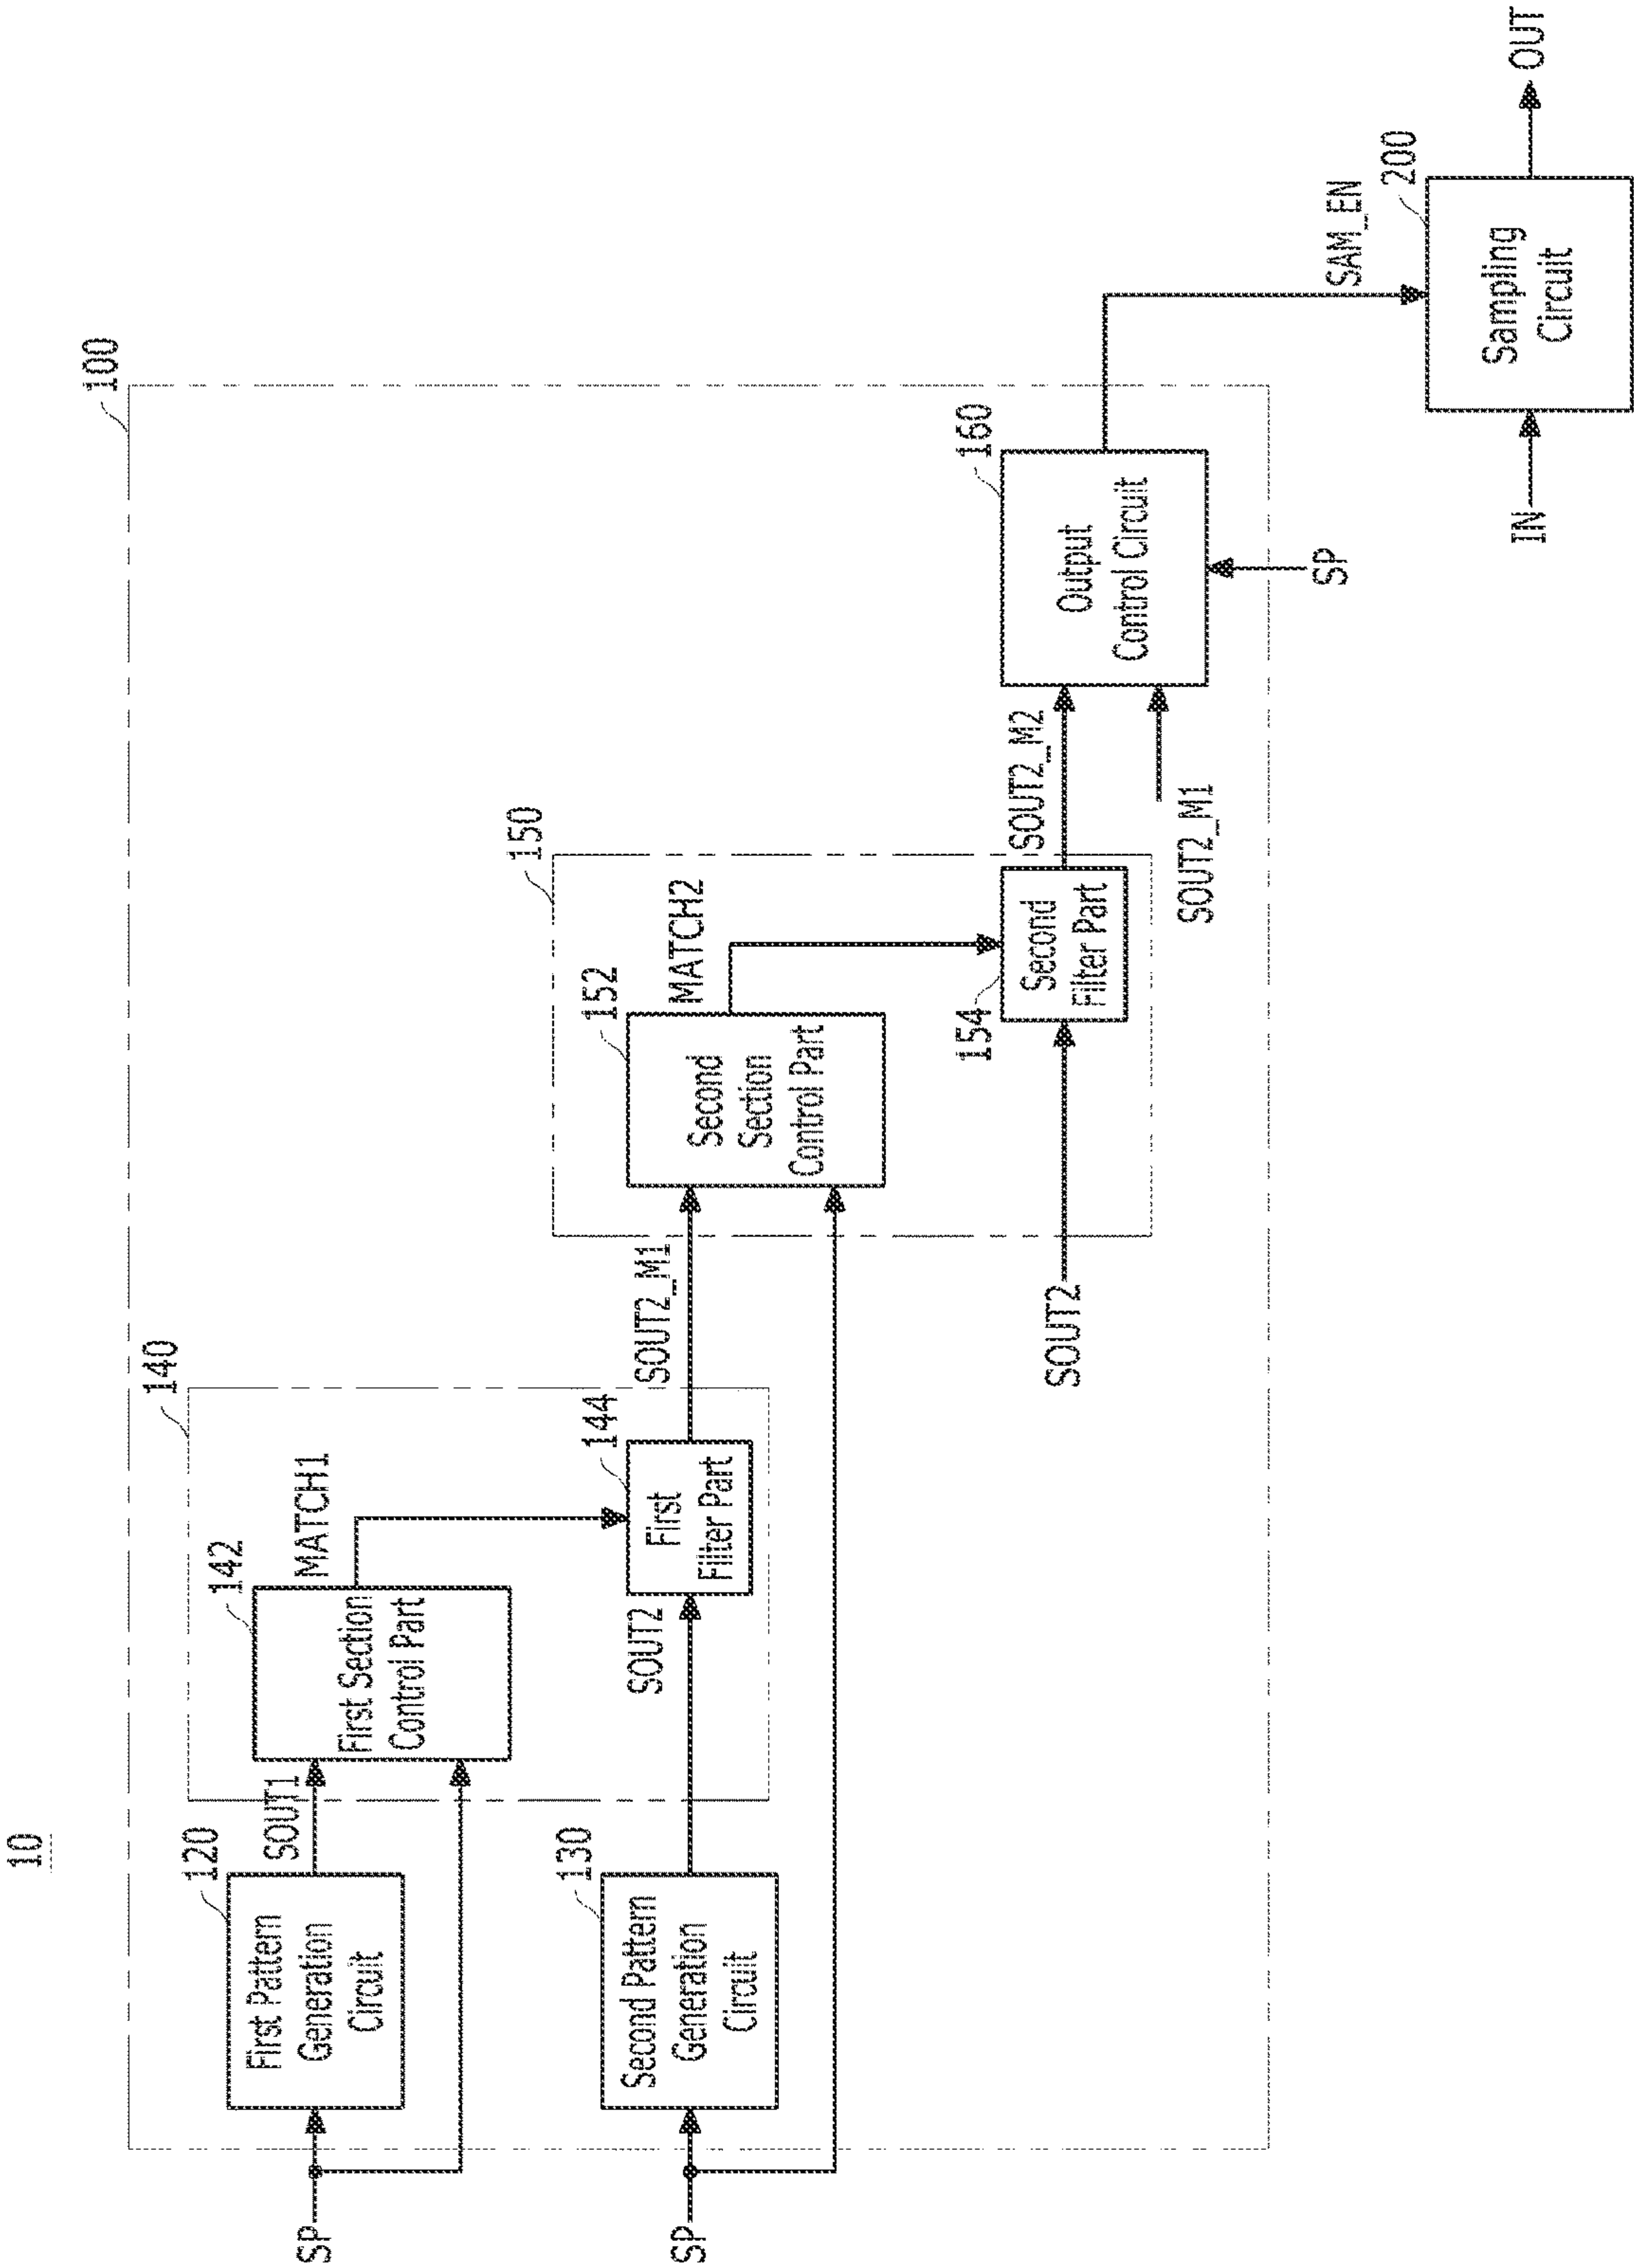 10
100
SP
120
First Pattern
Generation
Circuit
SOUT1
140
142
First Section
Control Part
MATCH1
SP
130
Second Pattern
Generation
Circuit
SOUT2
144
First
Filter Part
SOUT2_M1
150
152
Second
Section
Control Part
MATCH2
SOUT2
154
Second
Filter Part
SOUT2_M2
SOUT2_M1
160
Output
Control Circuit
SP
SAM_EN
200
IN
Sampling
Circuit
OUT